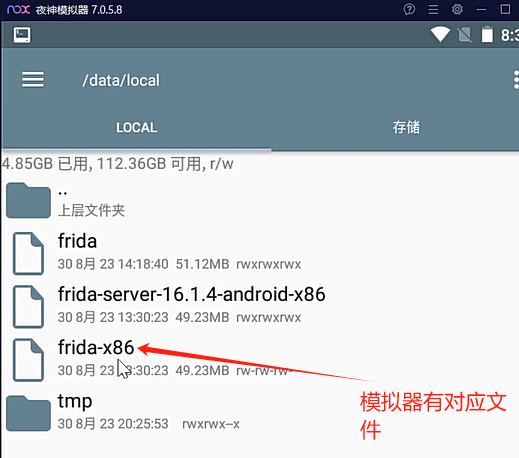 nox 夜神模拟器 7.0.5.8
8:3
/data/local
LOCAL
存储
4.85GB 已用, 112.36GB 可用, r/w
..
上层文件夹
frida
30 8月 23 14:18:40 51.12MB rwxrwxrwx
frida-server-16.1.4-android-x86
30 8月 23 13:30:23 49.23MB rwxrwxrwx
frida-x86
30 8月 23 3:30:23 49.23MB rw-rw-rw-
tmp
30 8月 23 20:25:53 rwxrwx--x
模拟器有对应文
件